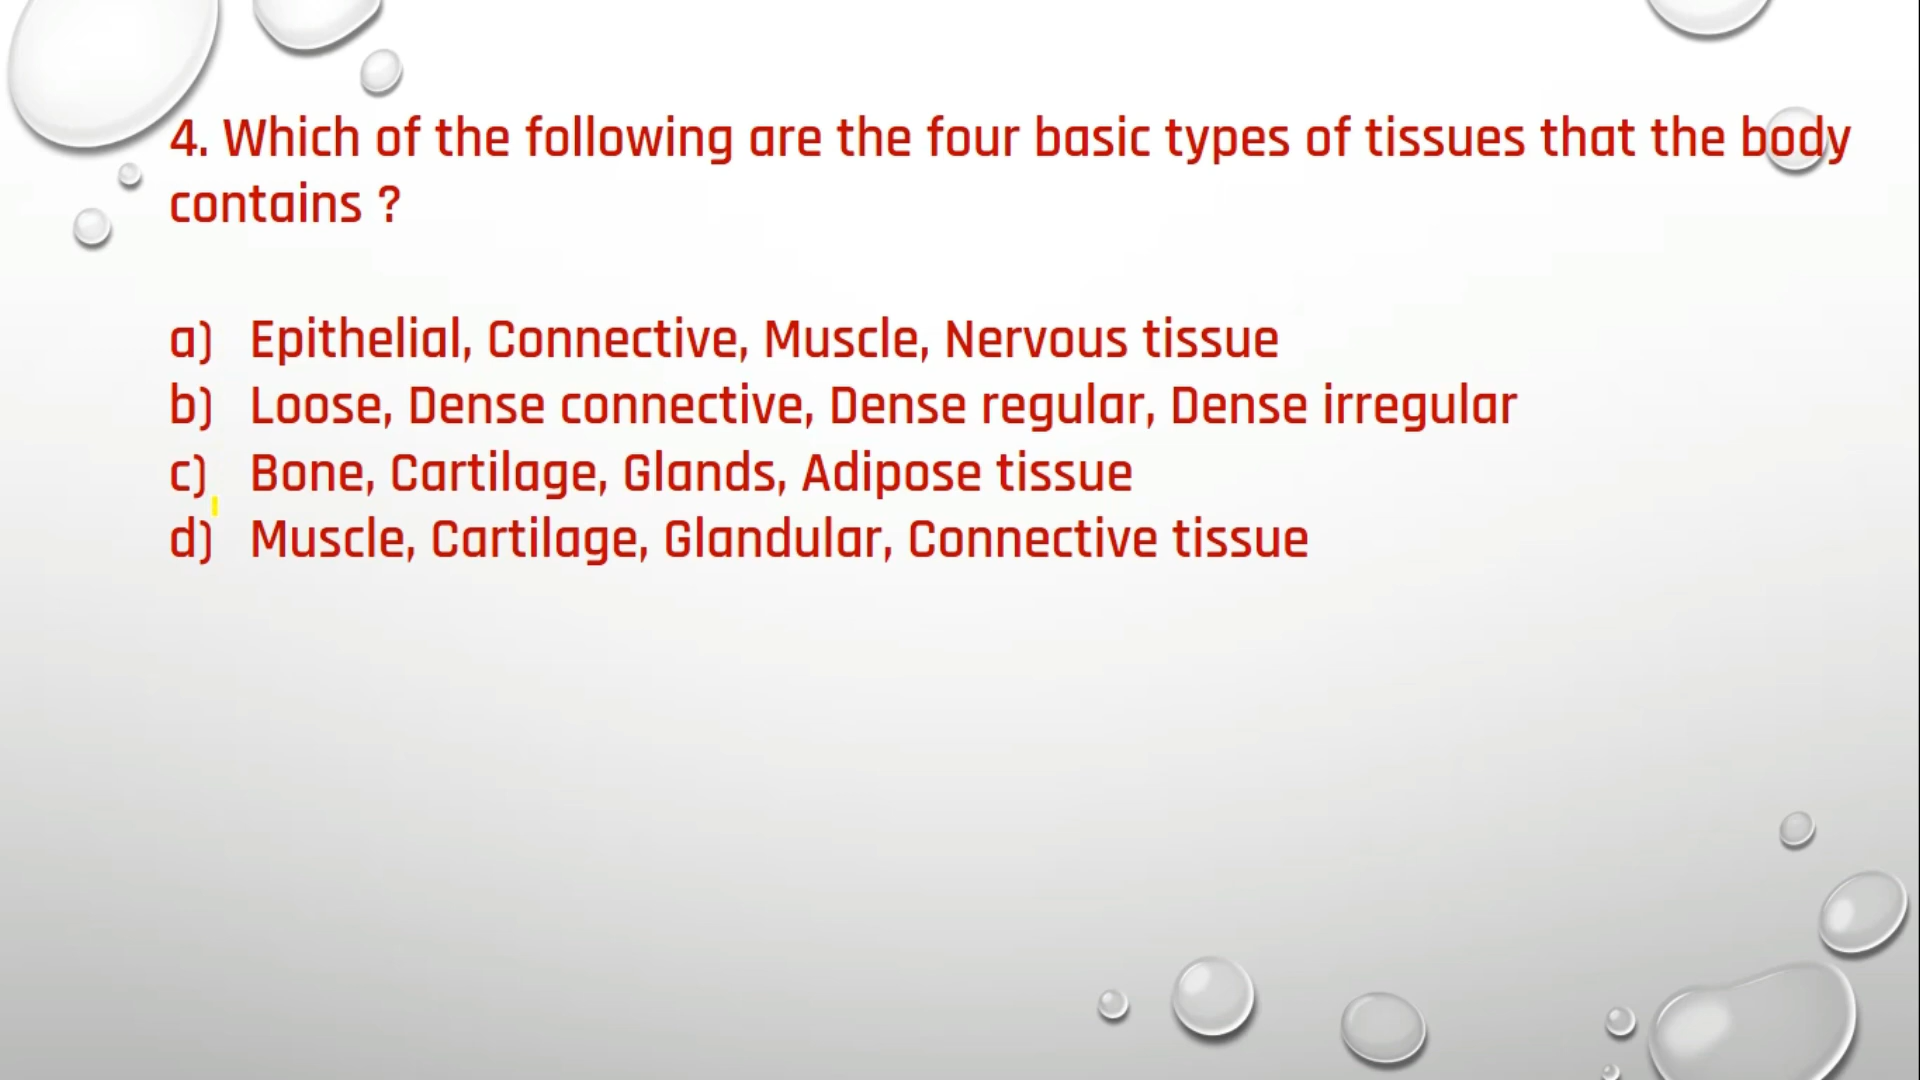 4. Which of the following are the four basic types of tissues that the body
contains ?
a) Epithelial, Connective, Muscle, Nervous tissue
b) Loose, Dense connective, Dense regular, Dense irregular
c) Bone, Cartilage, Glands, Adipose tissue
d) Muscle, Cartilage, Glandular, Connective tissue